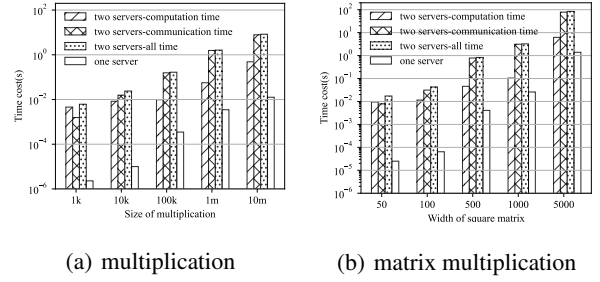 two servers-computation time
two servers-communication time
two servers-all time
one server
Time cost(s)
10^2
10^0
10^-2
10^-4
10^-6
1k 10k 100k 1m 10m
Size of multiplication
(a) multiplication
two servers-computation time
two servers-communication time
two servers-all time
one server
Time cost(s)
10^2
10^1
10^0
10^-1
10^-2
10^-3
10^-4
10^-5
10^-6
50 100 500 1000 5000
Width of square matrix
(b) matrix multiplication